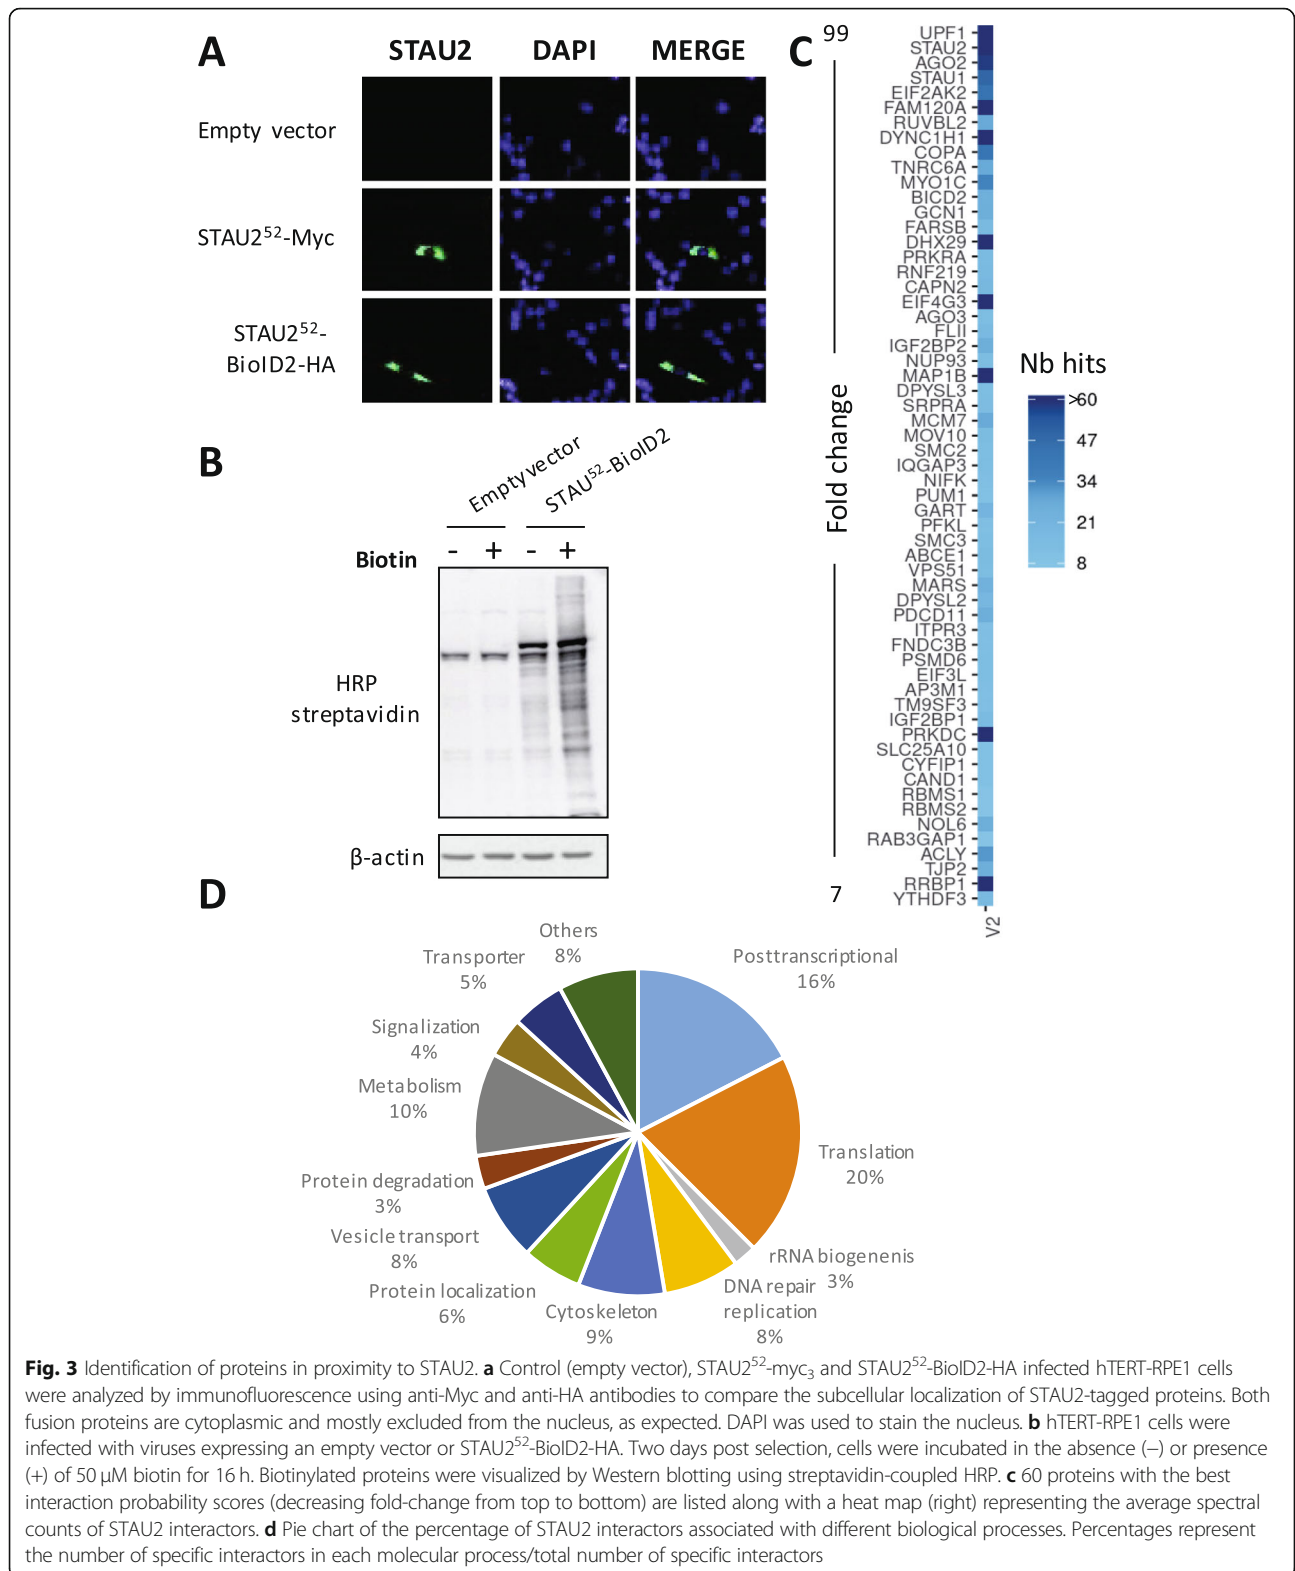 A
STAU2 DAPI MERGE
Empty vector
STAU2⁵²-Myc
STAU2⁵²-
BioID2-HA
B
Empty vector
STAU⁵²-BioID2
Biotin - + - +
HRP
streptavidin
β-actin
C
99
Fold change
7
UPF1
STAU2
AGO2
STAU1
EIF2AK2
FAM120A
RUVBL2
DYNC1H1
COPA
TNRC6A
MYO1C
BICD2
GCN1
FARSB
DHX29
PRKRA
RNF219
CAPN2
EIF4G3
AGO3
FLII
IGF2BP2
NUP93
MAP1B
DPYSL3
SRPRA
MCM7
MOV10
SMC2
IQGAP3
NIFK
PUM1
GART
PFKL
SMC3
ABCE1
VPS51
MARS
DPYSL2
PDCD11
ITPR3
FNDC3B
PSMD6
EIF3L
AP3M1
TM9SF3
IGF2BP1
PRKDC
SLC25A10
CYFIP1
CAND1
RBMS1
RBMS2
NOL6
RAB3GAP1
ACLY
TJP2
RRBP1
YTHDF3
V2
Nb hits
>60
47
34
21
8
D
Others
8%
Posttranscriptional
16%
Translation
20%
rRNA biogenenis
3%
DNA repair
replication
8%
Cytoskeleton
9%
Protein localization
6%
Vesicle transport
8%
Protein degradation
3%
Metabolism
10%
Signalization
4%
Transporter
5%
Fig. 3 Identification of proteins in proximity to STAU2. a Control (empty vector), STAU2⁵²-myc₃ and STAU2⁵²-BioID2-HA infected hTERT-RPE1 cells
were analyzed by immunofluorescence using anti-Myc and anti-HA antibodies to compare the subcellular localization of STAU2-tagged proteins. Both
fusion proteins are cytoplasmic and mostly excluded from the nucleus, as expected. DAPI was used to stain the nucleus. b hTERT-RPE1 cells were
infected with viruses expressing an empty vector or STAU2⁵²-BioID2-HA. Two days post selection, cells were incubated in the absence (−) or presence
(+) of 50 μM biotin for 16 h. Biotinylated proteins were visualized by Western blotting using streptavidin-coupled HRP. c 60 proteins with the best
interaction probability scores (decreasing fold-change from top to bottom) are listed along with a heat map (right) representing the average spectral
counts of STAU2 interactors. d Pie chart of the percentage of STAU2 interactors associated with different biological processes. Percentages represent
the number of specific interactors in each molecular process/total number of specific interactors